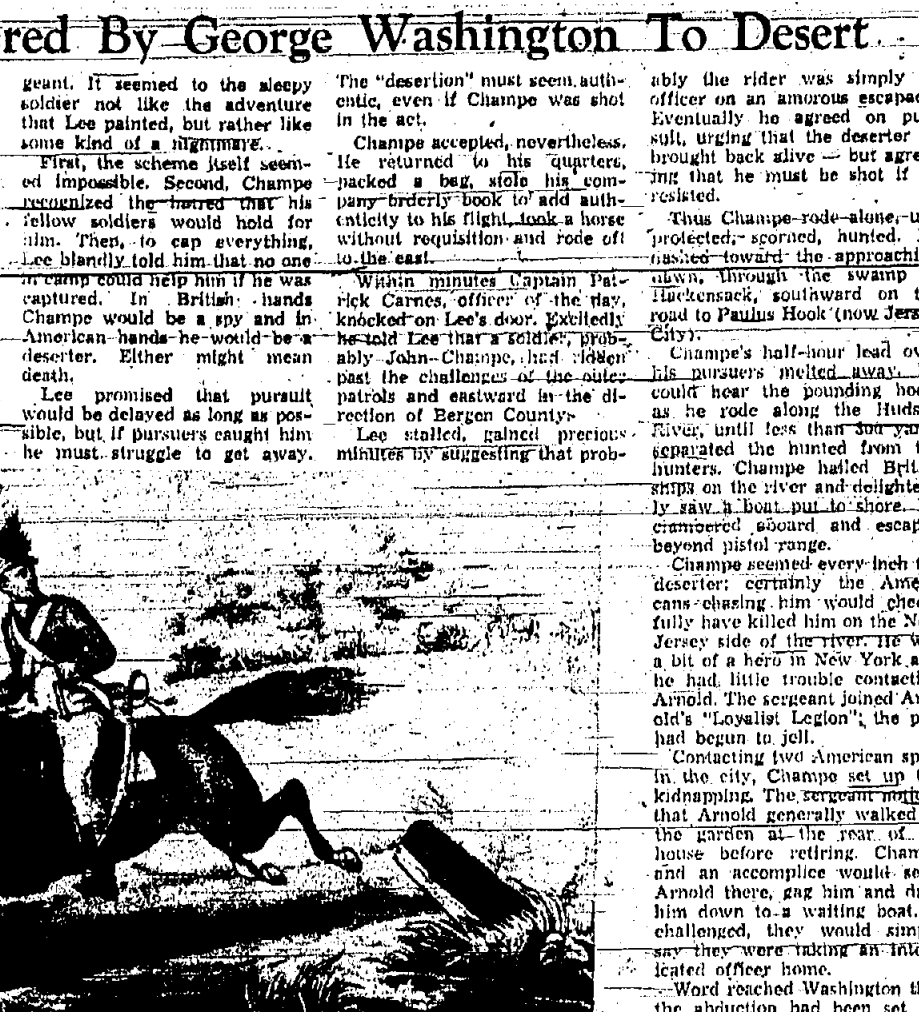 red By George Washington To Desert
geant. It seemed to the sleepy
soldier not like the adventure
that Lee painted, but rather like
some kind of a nightmare.
First, the scheme itself seem-
ed impossible. Second, Champe
recognized the hatred that his
fellow soldiers would hold for
him. Then, to cap everything,
Lee blandly told him that no one
in camp could help him if he was
captured. In British hands
Champe would be a spy and in
American hands he would be a
deserter. Either might mean
death.
Lee promised that pursuit
would be delayed as long as pos-
sible, but if pursuers caught him
he must struggle to get away.
The "desertion" must seem auth-
entic, even if Champe was shot
in the act.
Champe accepted, nevertheless.
He returned to his quarters,
packed a bag, stole his com-
pany orderly book to add auth-
enticity to his flight, took a horse
without requisition and rode off
to the east.
Within minutes Captain Pat-
rick Carnes, officer of the day,
knocked on Lee's door. Excitedly
he told Lee that a soldier, prob-
ably John Champe, had ridden
past the challenges of the outer
patrols and eastward in the di-
rection of Bergen County.
Lee stalled, gained precious
minutes by suggesting that prob-
ably the rider was simply
officer on an amorous escapad
Eventually he agreed on pu
suit, urging that the deserter
brought back alive — but agre
ing that he must be shot if
resisted.
Thus Champe rode alone, u
protected, scorned, hunted.
dashed toward the approachi
dawn, through the swamp
Hackensack, southward on t
road to Paulus Hook (now Jers
City).
Champe's half-hour lead ov
his pursuers melted away.
could hear the pounding hoo
as he rode along the Huds
River, until less than 300 yar
separated the hunted from t
hunters. Champe hailed Brit
ships on the river and delighte
ly saw a boat put to shore.
clambered aboard and escap
beyond pistol range.
Champe seemed every inch t
deserter; certainly the Ame
cans chasing him would chee
fully have killed him on the Ne
Jersey side of the river. He w
a bit of a hero in New York a
he had little trouble contacti
Arnold. The sergeant joined Ar
old's "Loyalist Legion"; the p
had begun to jell.
Contacting two American sp
in the city, Champe set up t
kidnapping. The sergeant notic
that Arnold generally walked
the garden at the rear of
house before retiring. Cham
and an accomplice would se
Arnold there, gag him and dr
him down to a waiting boat.
challenged, they would simp
say they were taking an into
icated officer home.
Word reached Washington th
the abduction had been set